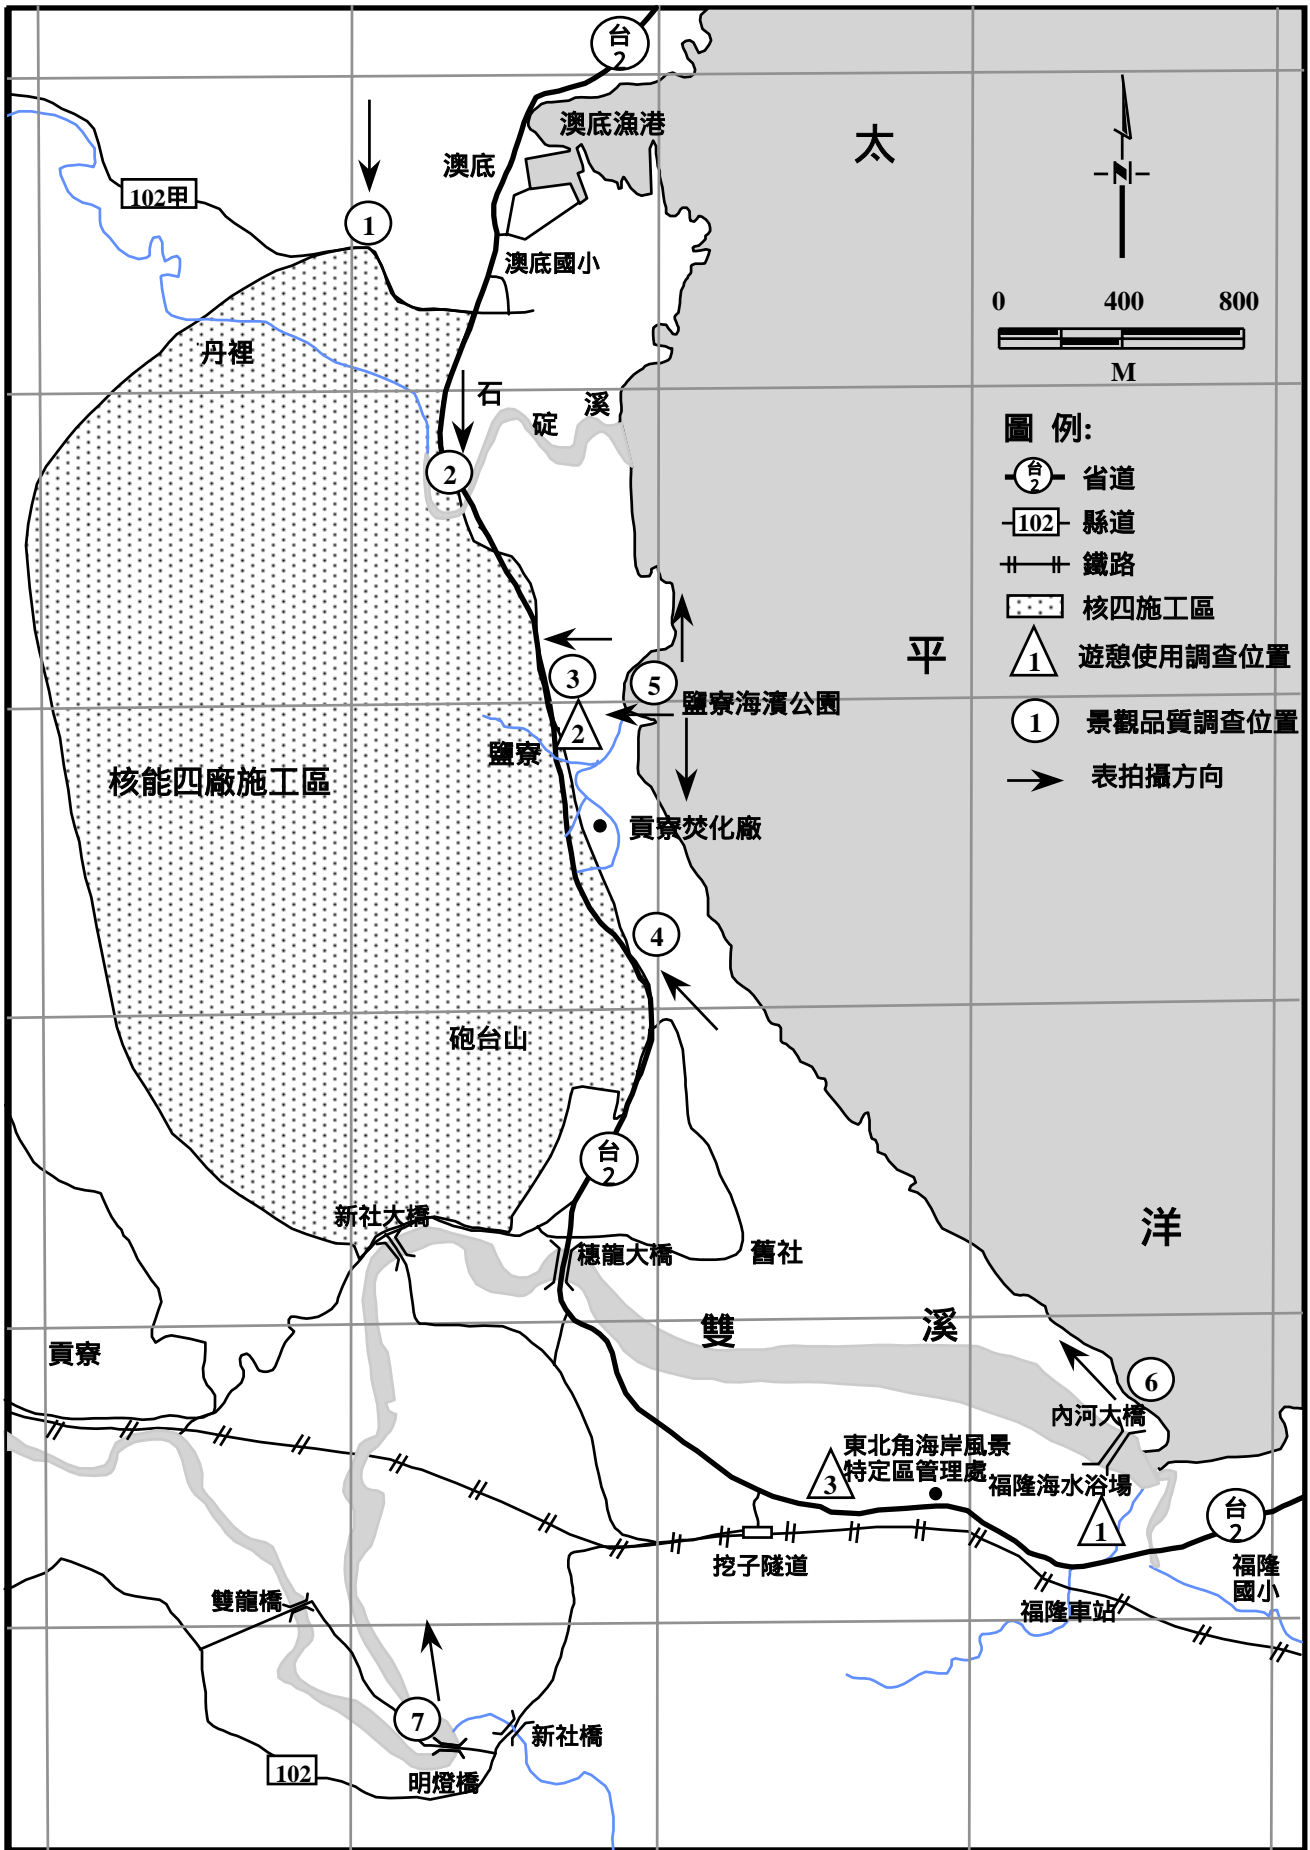 台
2
澳底漁港
太
澳底
102甲
1
N
澳底國小
0 400 800
M
丹裡
石
碇
溪
2
圖 例:
台
2
省道
102
縣道
鐵路
核四施工區
1
遊憩使用調查位置
1
景觀品質調查位置
表拍攝方向
平
3
5
鹽寮海濱公園
2
鹽寮
核能四廠施工區
貢寮焚化廠
4
砲台山
台
2
新社大橋
穗龍大橋
舊社
洋
雙
溪
貢寮
6
內河大橋
東北角海岸風景
特定區管理處
3
福隆海水浴場
1
台
2
挖子隧道
福隆
國小
福隆車站
雙龍橋
7
新社橋
102
明燈橋